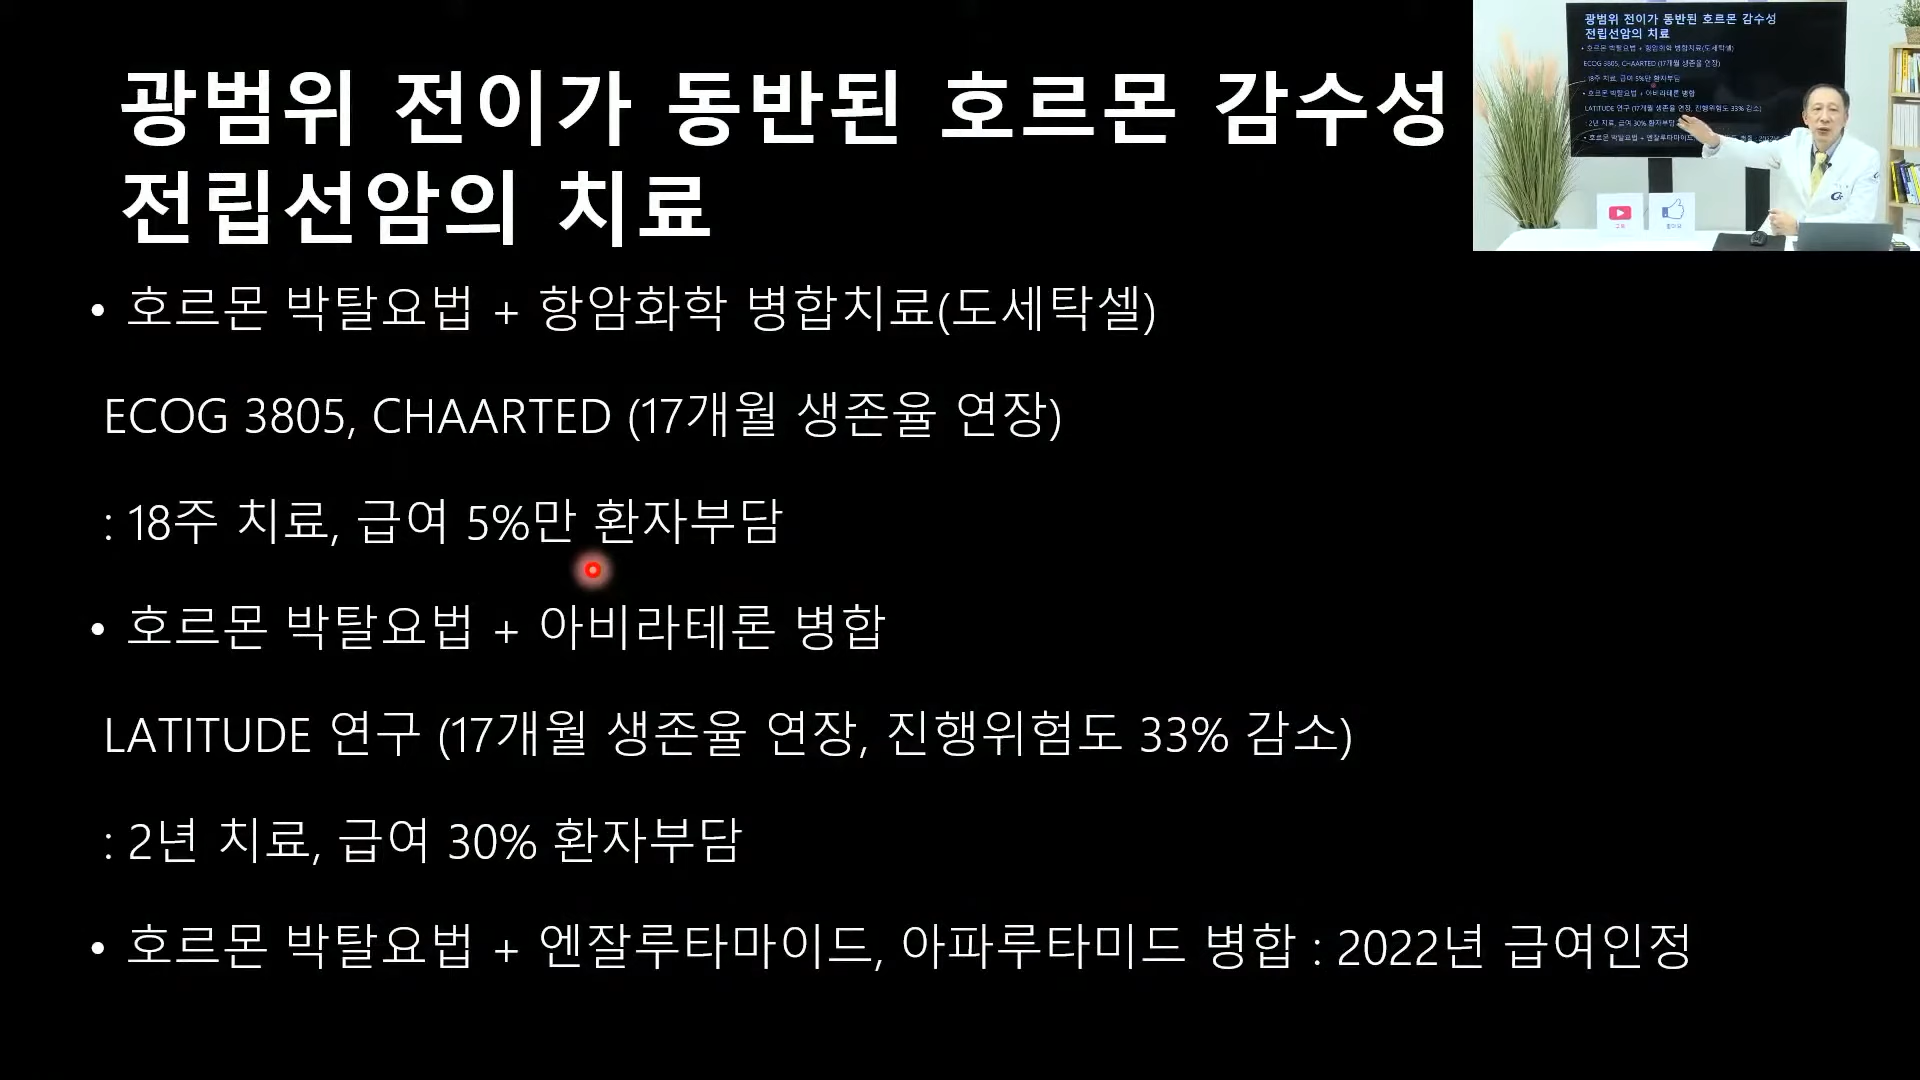 광범위 전이가 동반된 호르몬 감수성
전립선암의 치료
• 호르몬 박탈요법 + 항암화학 병합치료(도세탁셀)
ECOG 3805, CHAARTED (17개월 생존율 연장)
: 18주 치료, 급여 5%만 환자부담
• 호르몬 박탈요법 + 아비라테론 병합
LATITUDE 연구 (17개월 생존율 연장, 진행위험도 33% 감소)
: 2년 치료, 급여 30% 환자부담
• 호르몬 박탈요법 + 엔잘루타마이드, 아파루타미드 병합 : 2022년 급여인정
광범위 전이가 동반된 호르몬 감수성
전립선암의 치료
• 호르몬 박탈요법 + 항암화학 병합치료(도세탁셀)
ECOG 3805, CHAARTED (17개월 생존율 연장)
: 18주 치료, 급여 5%만 환자부담
• 호르몬 박탈요법 + 아비라테론 병합
LATITUDE 연구 (17개월 생존율 연장, 진행위험도 33% 감소)
: 2년 치료, 급여 30% 환자부담
• 호르몬 박탈요법 + 엔잘루타마이드
구독
좋아요